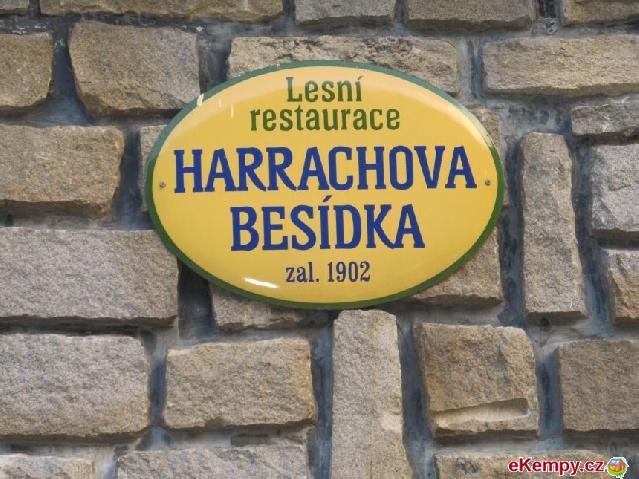 Lesní
restaurace
HARRACHOVA
BESÍDKA
zal. 1902
eKempy.cz